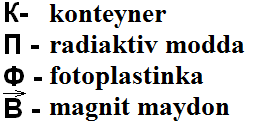 К- konteyner
П - radiaktiv modda
Ф - fotoplastinka
B⃗ - magnit maydon